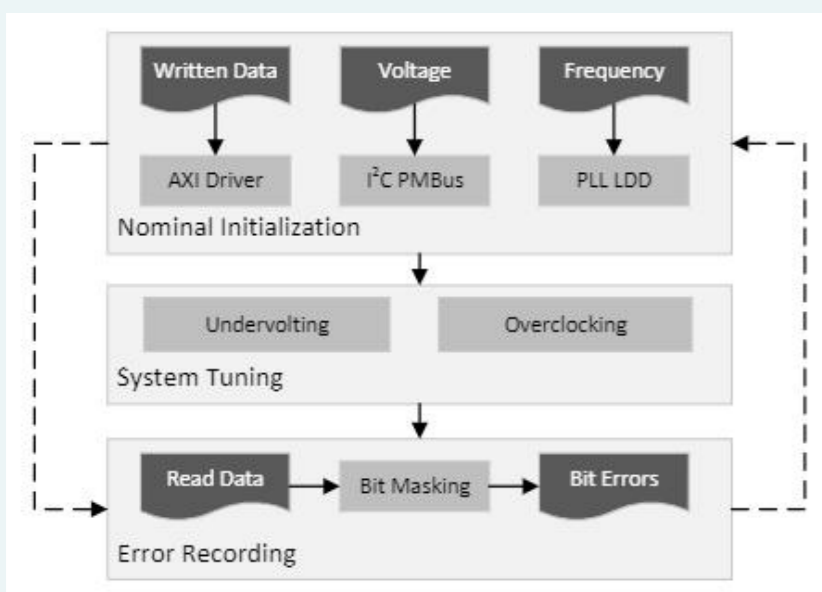 Written Data
Voltage
Frequency
AXI Driver
I²C PMBus
PLL LDD
Nominal Initialization
Undervolting
Overclocking
System Tuning
Read Data
Bit Masking
Bit Errors
Error Recording